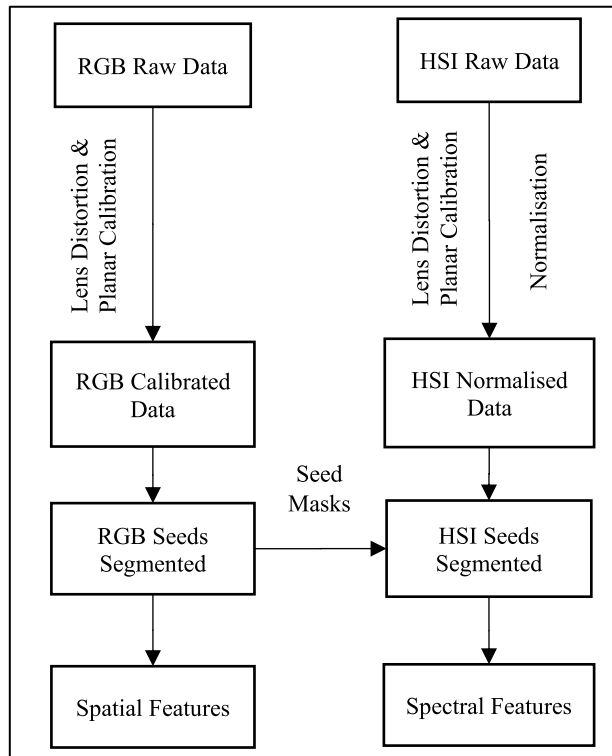 RGB Raw Data
HSI Raw Data
Lens Distortion &
Planar Calibration
Lens Distortion &
Planar Calibration
Normalisation
RGB Calibrated
Data
HSI Normalised
Data
Seed
Masks
RGB Seeds
Segmented
HSI Seeds
Segmented
Spatial Features
Spectral Features